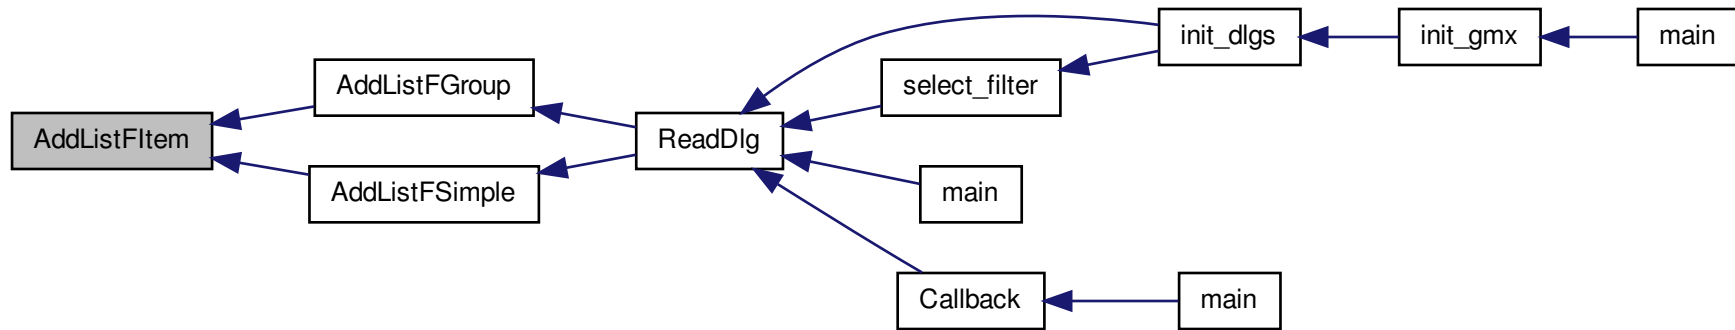 AddListFItem
AddListFGroup
AddListFSimple
ReadDlg
init_dlgs
select_filter
main
Callback
init_gmx
main
main